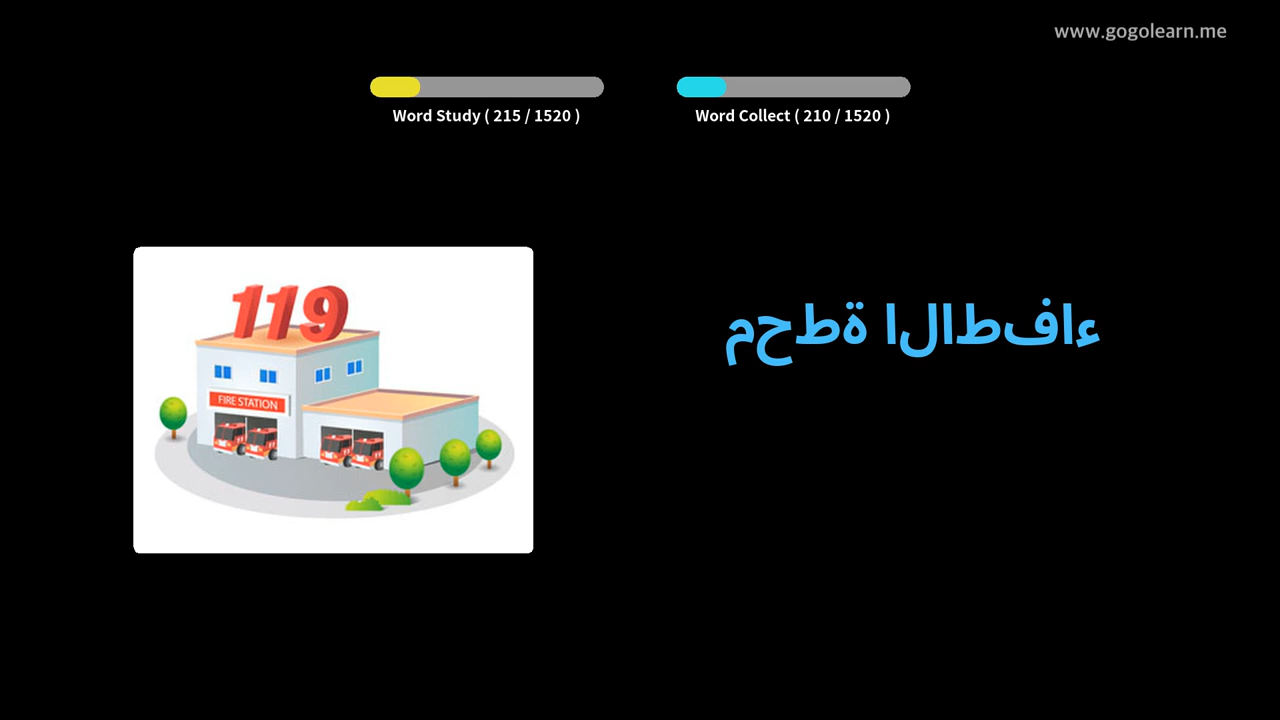 www.gogolearn.me
Word Study ( 215 / 1520 )
Word Collect ( 210 / 1520 )
119
FIRE STATION
محطة الاطفاء